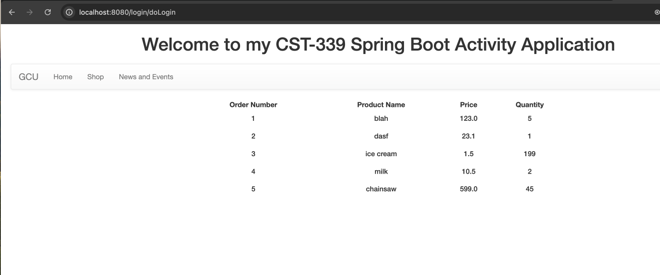 localhost:8080/login/doLogin
Welcome to my CST-339 Spring Boot Activity Application
GCU Home Shop News and Events
Order Number Product Name Price Quantity
1 blah 123.0 5
2 dasf 23.1 1
3 ice cream 1.5 199
4 milk 10.5 2
5 chainsaw 599.0 45